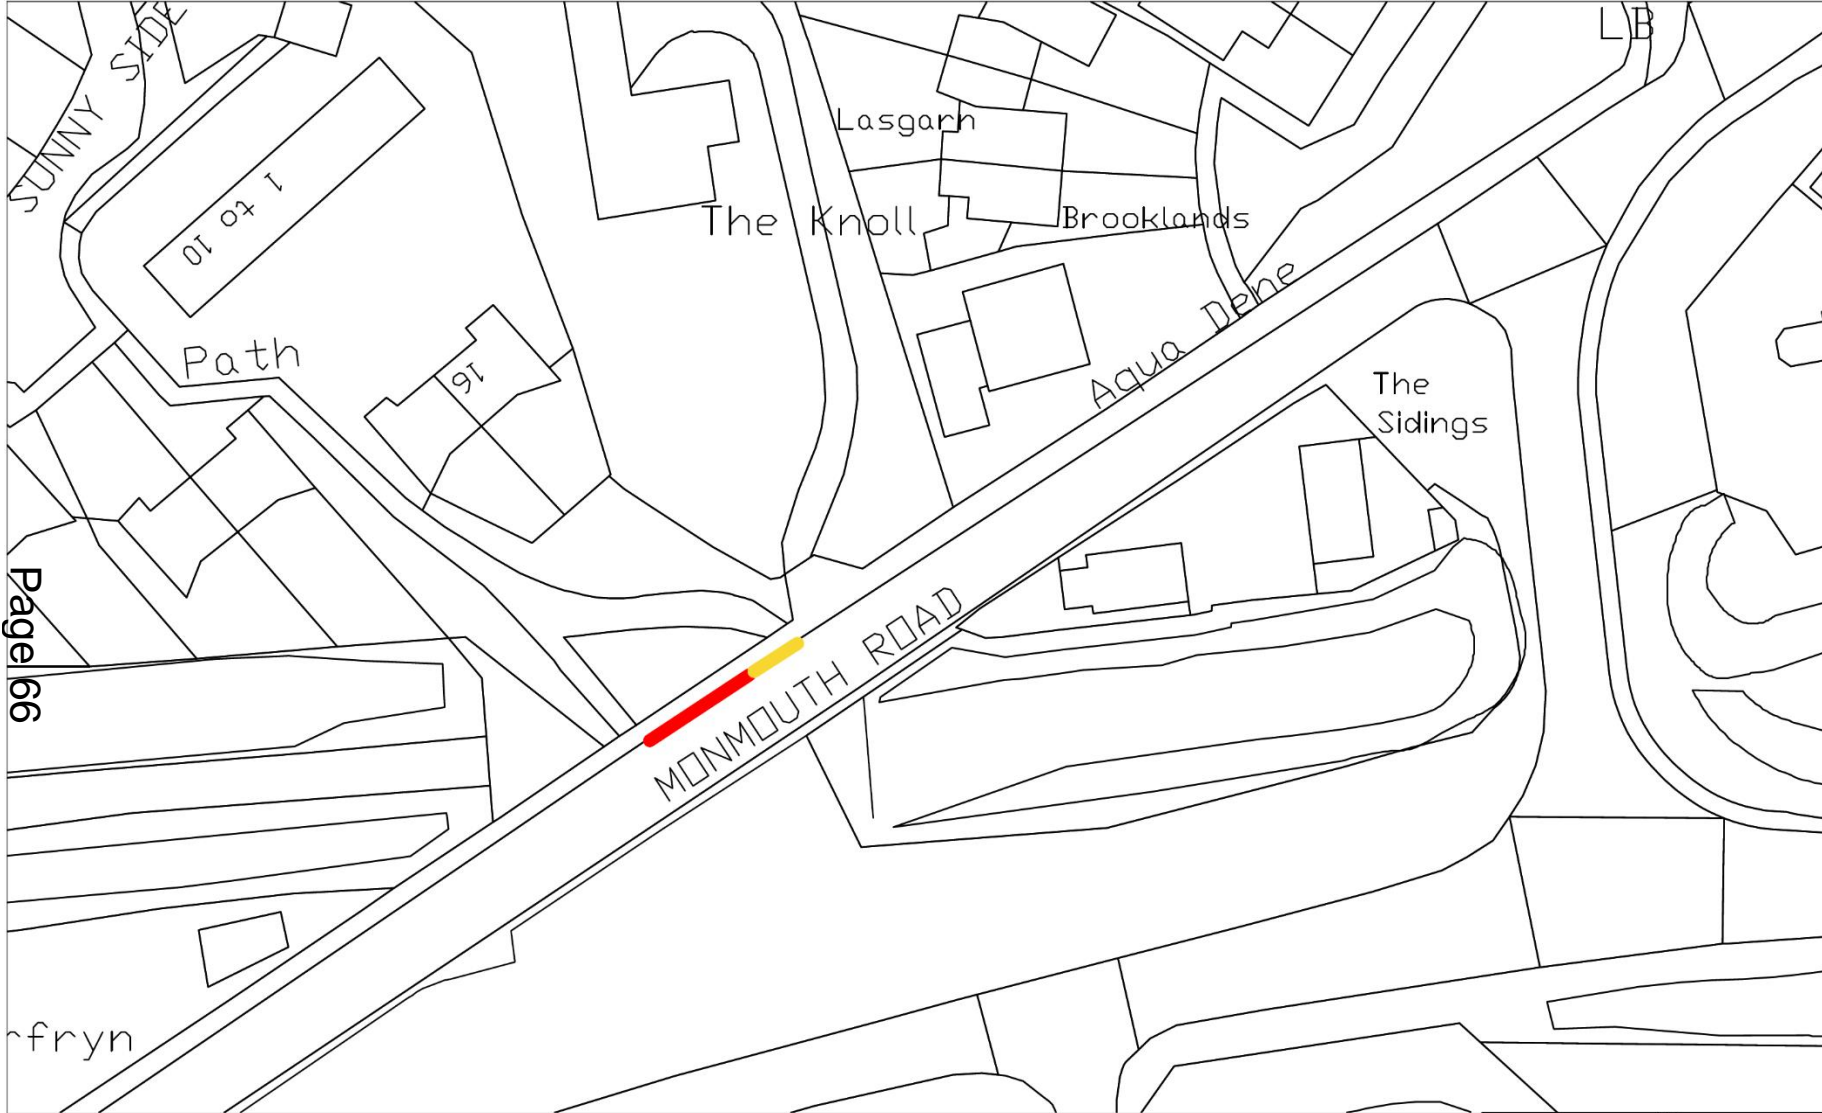 LB
SUNNY SIDE
Lasgarn
1 to 10
The Knoll
Brooklands
Aqua Dene
Path
16
The
Sidings
Page 66
MONMOUTH ROAD
rfryn